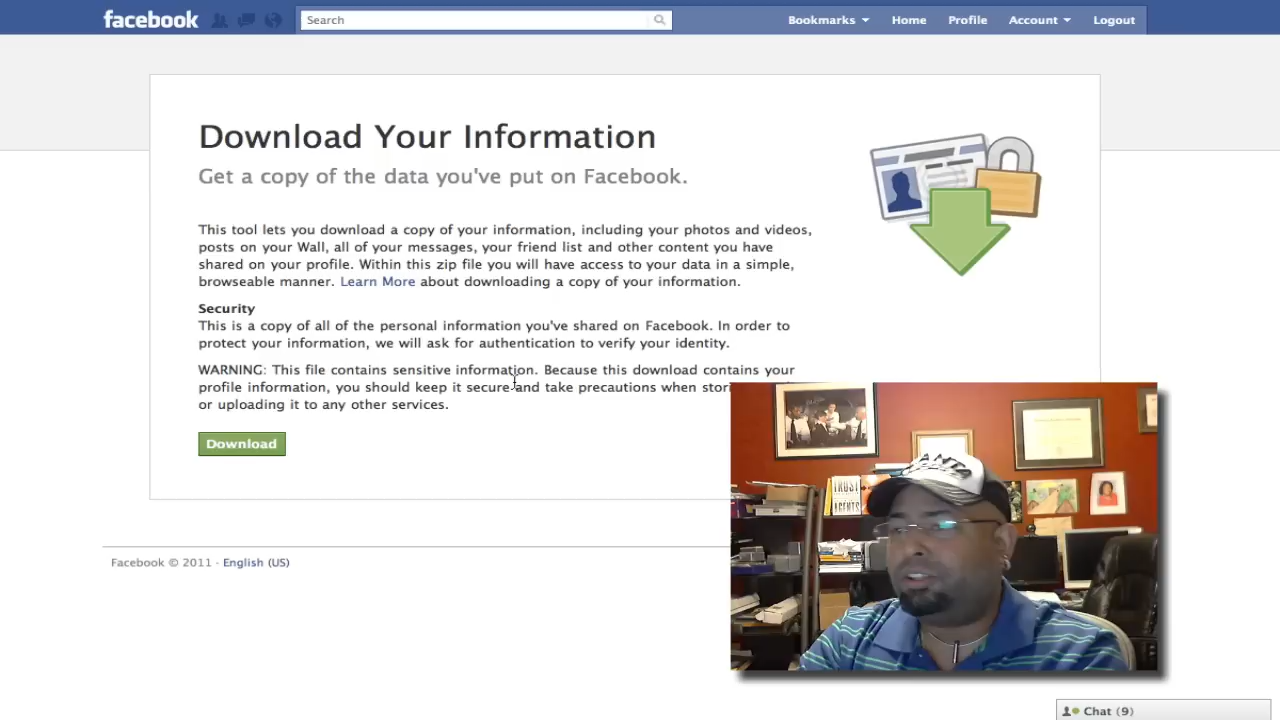 facebook
Search
Bookmarks Home Profile Account Logout
Download Your Information
Get a copy of the data you've put on Facebook.
This tool lets you download a copy of your information, including your photos and videos,
posts on your Wall, all of your messages, your friend list and other content you have
shared on your profile. Within this zip file you will have access to your data in a simple,
browseable manner. Learn More about downloading a copy of your information.
Security
This is a copy of all of the personal information you've shared on Facebook. In order to
protect your information, we will ask for authentication to verify your identity.
WARNING: This file contains sensitive information. Because this download contains your
profile information, you should keep it secure and take precautions when
or uploading it to any other services.
Download
TRUST
AGENTS
Facebook © 2011 · English (US)
Chat (9)